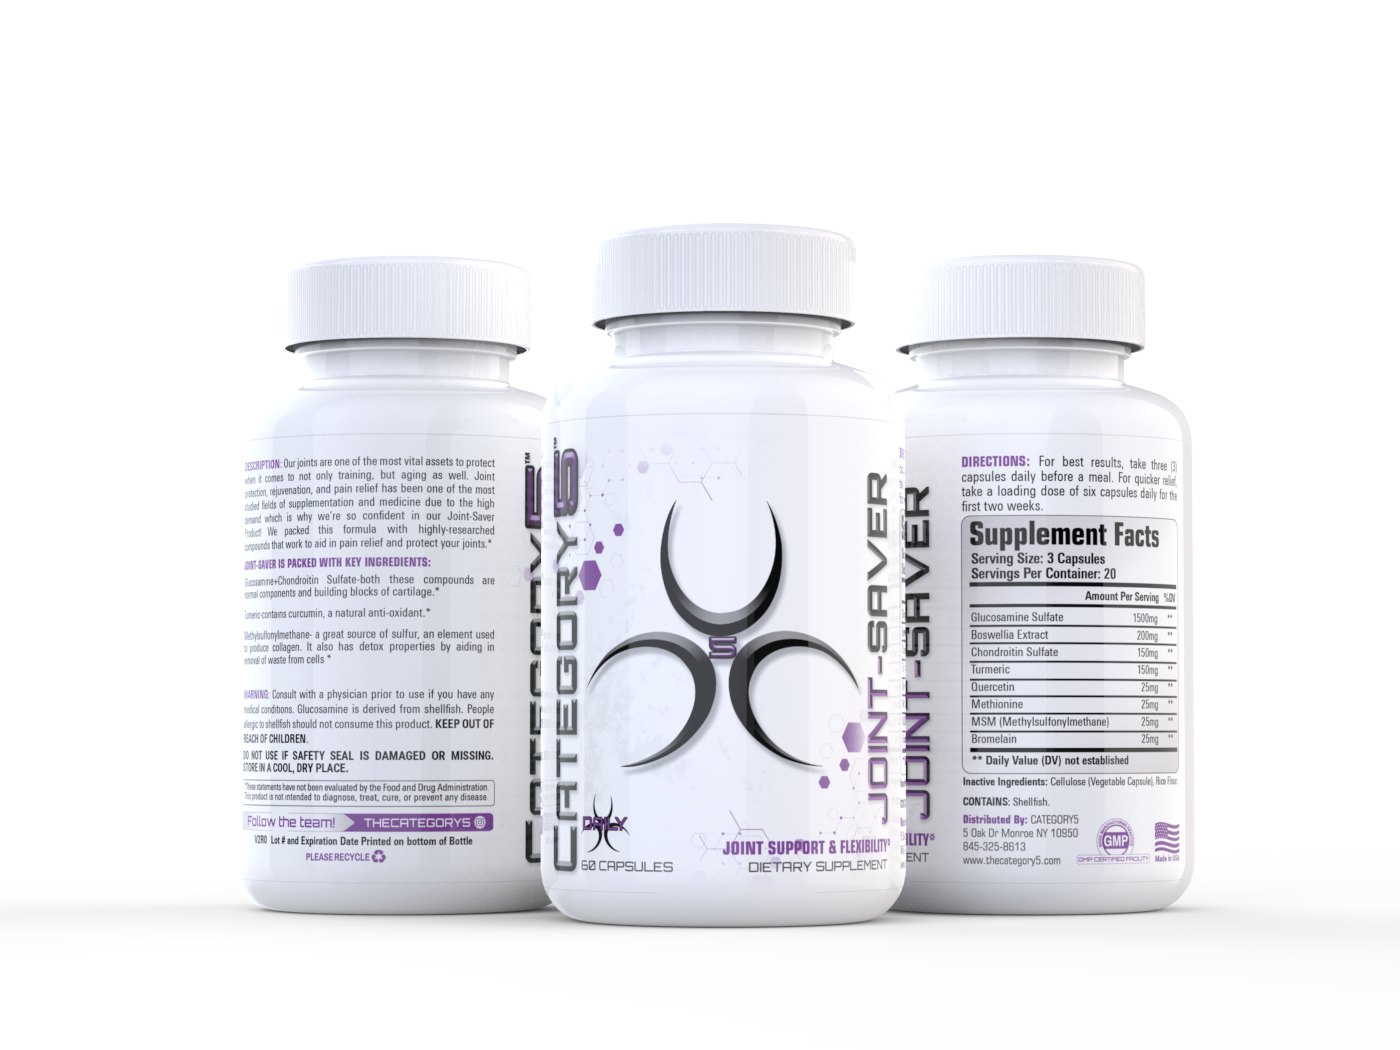 DESCRIPTION: Our joints are one of the most vital assets to protect
when it comes to not only training, but aging as well. Joint
protection, rejuvenation, and pain relief has been one of the most
studied fields of supplementation and medicine due to the high
demand which is why we're so confident in our Joint-Saver
Product! We packed this formula with highly-researched
compounds that work to aid in pain relief and protect your joints.*
JOINT-SAVER IS PACKED WITH KEY INGREDIENTS:
Glucosamine+Chondroitin Sulfate-both these compounds are
normal components and building blocks of cartilage.*
Turmeric-contains curcumin, a natural anti-oxidant.*
Methylsulfonylmethane- a great source of sulfur, an element used
to produce collagen. It also has detox properties by aiding in
removal of waste from cells *
WARNING: Consult with a physician prior to use if you have any
medical conditions. Glucosamine is derived from shellfish. People
allergic to shellfish should not consume this product. KEEP OUT OF
REACH OF CHILDREN.
DO NOT USE IF SAFETY SEAL IS DAMAGED OR MISSING.
STORE IN A COOL, DRY PLACE.
*These statements have not been evaluated by the Food and Drug Administration.
This product is not intended to diagnose, treat, cure, or prevent any disease.
Follow the team! THECATEGORY5
V2R0 Lot # and Expiration Date Printed on bottom of Bottle
PLEASE RECYCLE
CATEGORY5™
CATEGORY5™
5
JOINT-SAVER
DAILY
60 CAPSULES
JOINT SUPPORT & FLEXIBILITY*
DIETARY SUPPLEMENT
JOINT-SAVER
ILITY*
ENT
DIRECTIONS: For best results, take three (3)
capsules daily before a meal. For quicker relief,
take a loading dose of six capsules daily for the
first two weeks.
Supplement Facts
Serving Size: 3 Capsules
Servings Per Container: 20
Amount Per Serving %DV
Glucosamine Sulfate 1500mg **
Boswellia Extract 200mg **
Chondroitin Sulfate 150mg **
Turmeric 150mg **
Quercetin 25mg **
Methionine 25mg **
MSM (Methylsulfonylmethane) 25mg **
Bromelain 25mg **
** Daily Value (DV) not established
Inactive Ingredients: Cellulose (Vegetable Capsule), Rice Flour.
CONTAINS: Shellfish.
Distributed By: CATEGORY5
5 Oak Dr Monroe NY 10950
845-325-8613
www.thecategory5.com
GMP
GMP CERTIFIED FACILITY
Made in USA